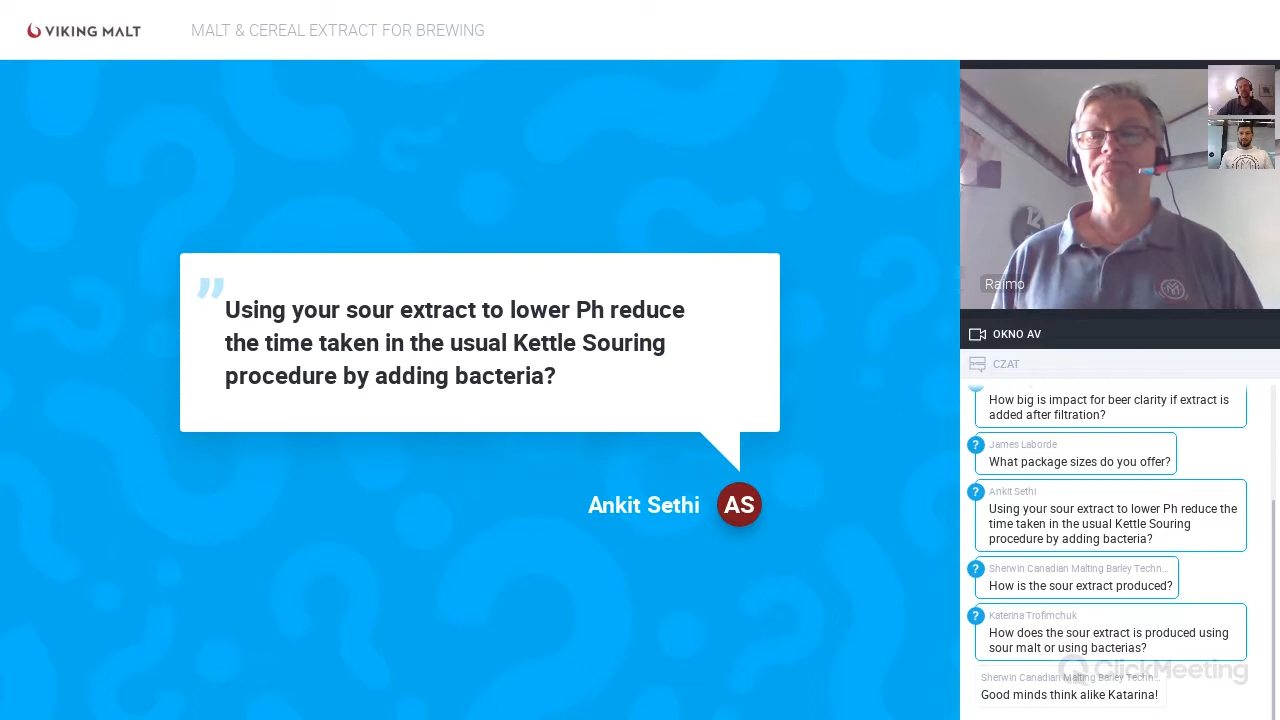 VIKING MALT
MALT & CEREAL EXTRACT FOR BREWING
”
Using your sour extract to lower Ph reduce
the time taken in the usual Kettle Souring
procedure by adding bacteria?
Ankit Sethi
AS
Raimo
OKNO AV
CZAT
How big is impact for beer clarity if extract is
added after filtration?
?
James Laborde
What package sizes do you offer?
?
Ankit Sethi
Using your sour extract to lower Ph reduce the
time taken in the usual Kettle Souring
procedure by adding bacteria?
?
Sherwin Canadian Malting Barley Techn...
How is the sour extract produced?
?
Katerina Trofimchuk
How does the sour extract is produced using
sour malt or using bacterias?
ClickMeeting
Sherwin Canadian Malting Barley Techn...
Good minds think alike Katarina!